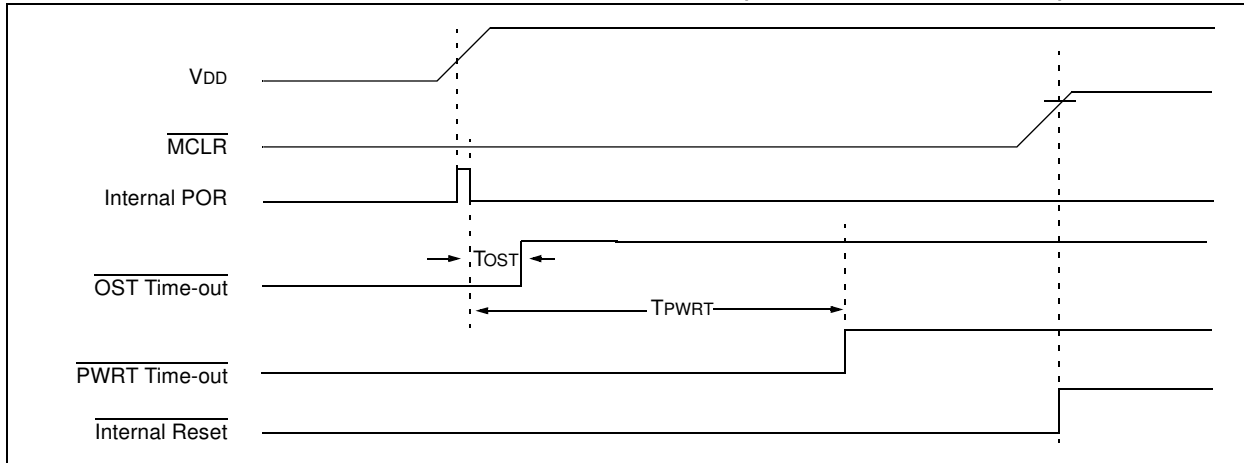 VDD
MCLR
Internal POR
TOST
OST Time-out
TPWRT
PWRT Time-out
Internal Reset